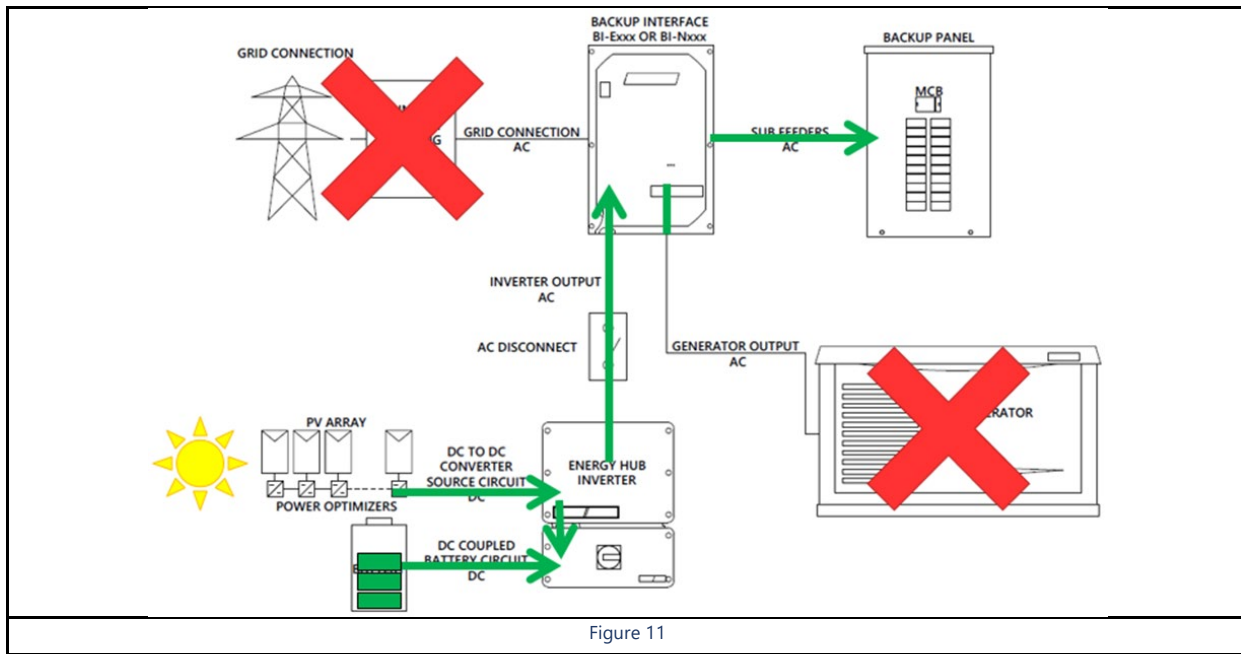 BACKUP INTERFACE
BI-Exxx OR BI-Nxxx
BACKUP PANEL
GRID CONNECTION
MCB
GRID CONNECTION
AC
SUB FEEDERS
AC
INVERTER OUTPUT
AC
AC DISCONNECT
GENERATOR OUTPUT
AC
PV ARRAY
DC TO DC
CONVERTER
SOURCE CIRCUIT
DC
ENERGY HUB
INVERTER
POWER OPTIMIZERS
DC COUPLED
BATTERY CIRCUIT
DC
Figure 11